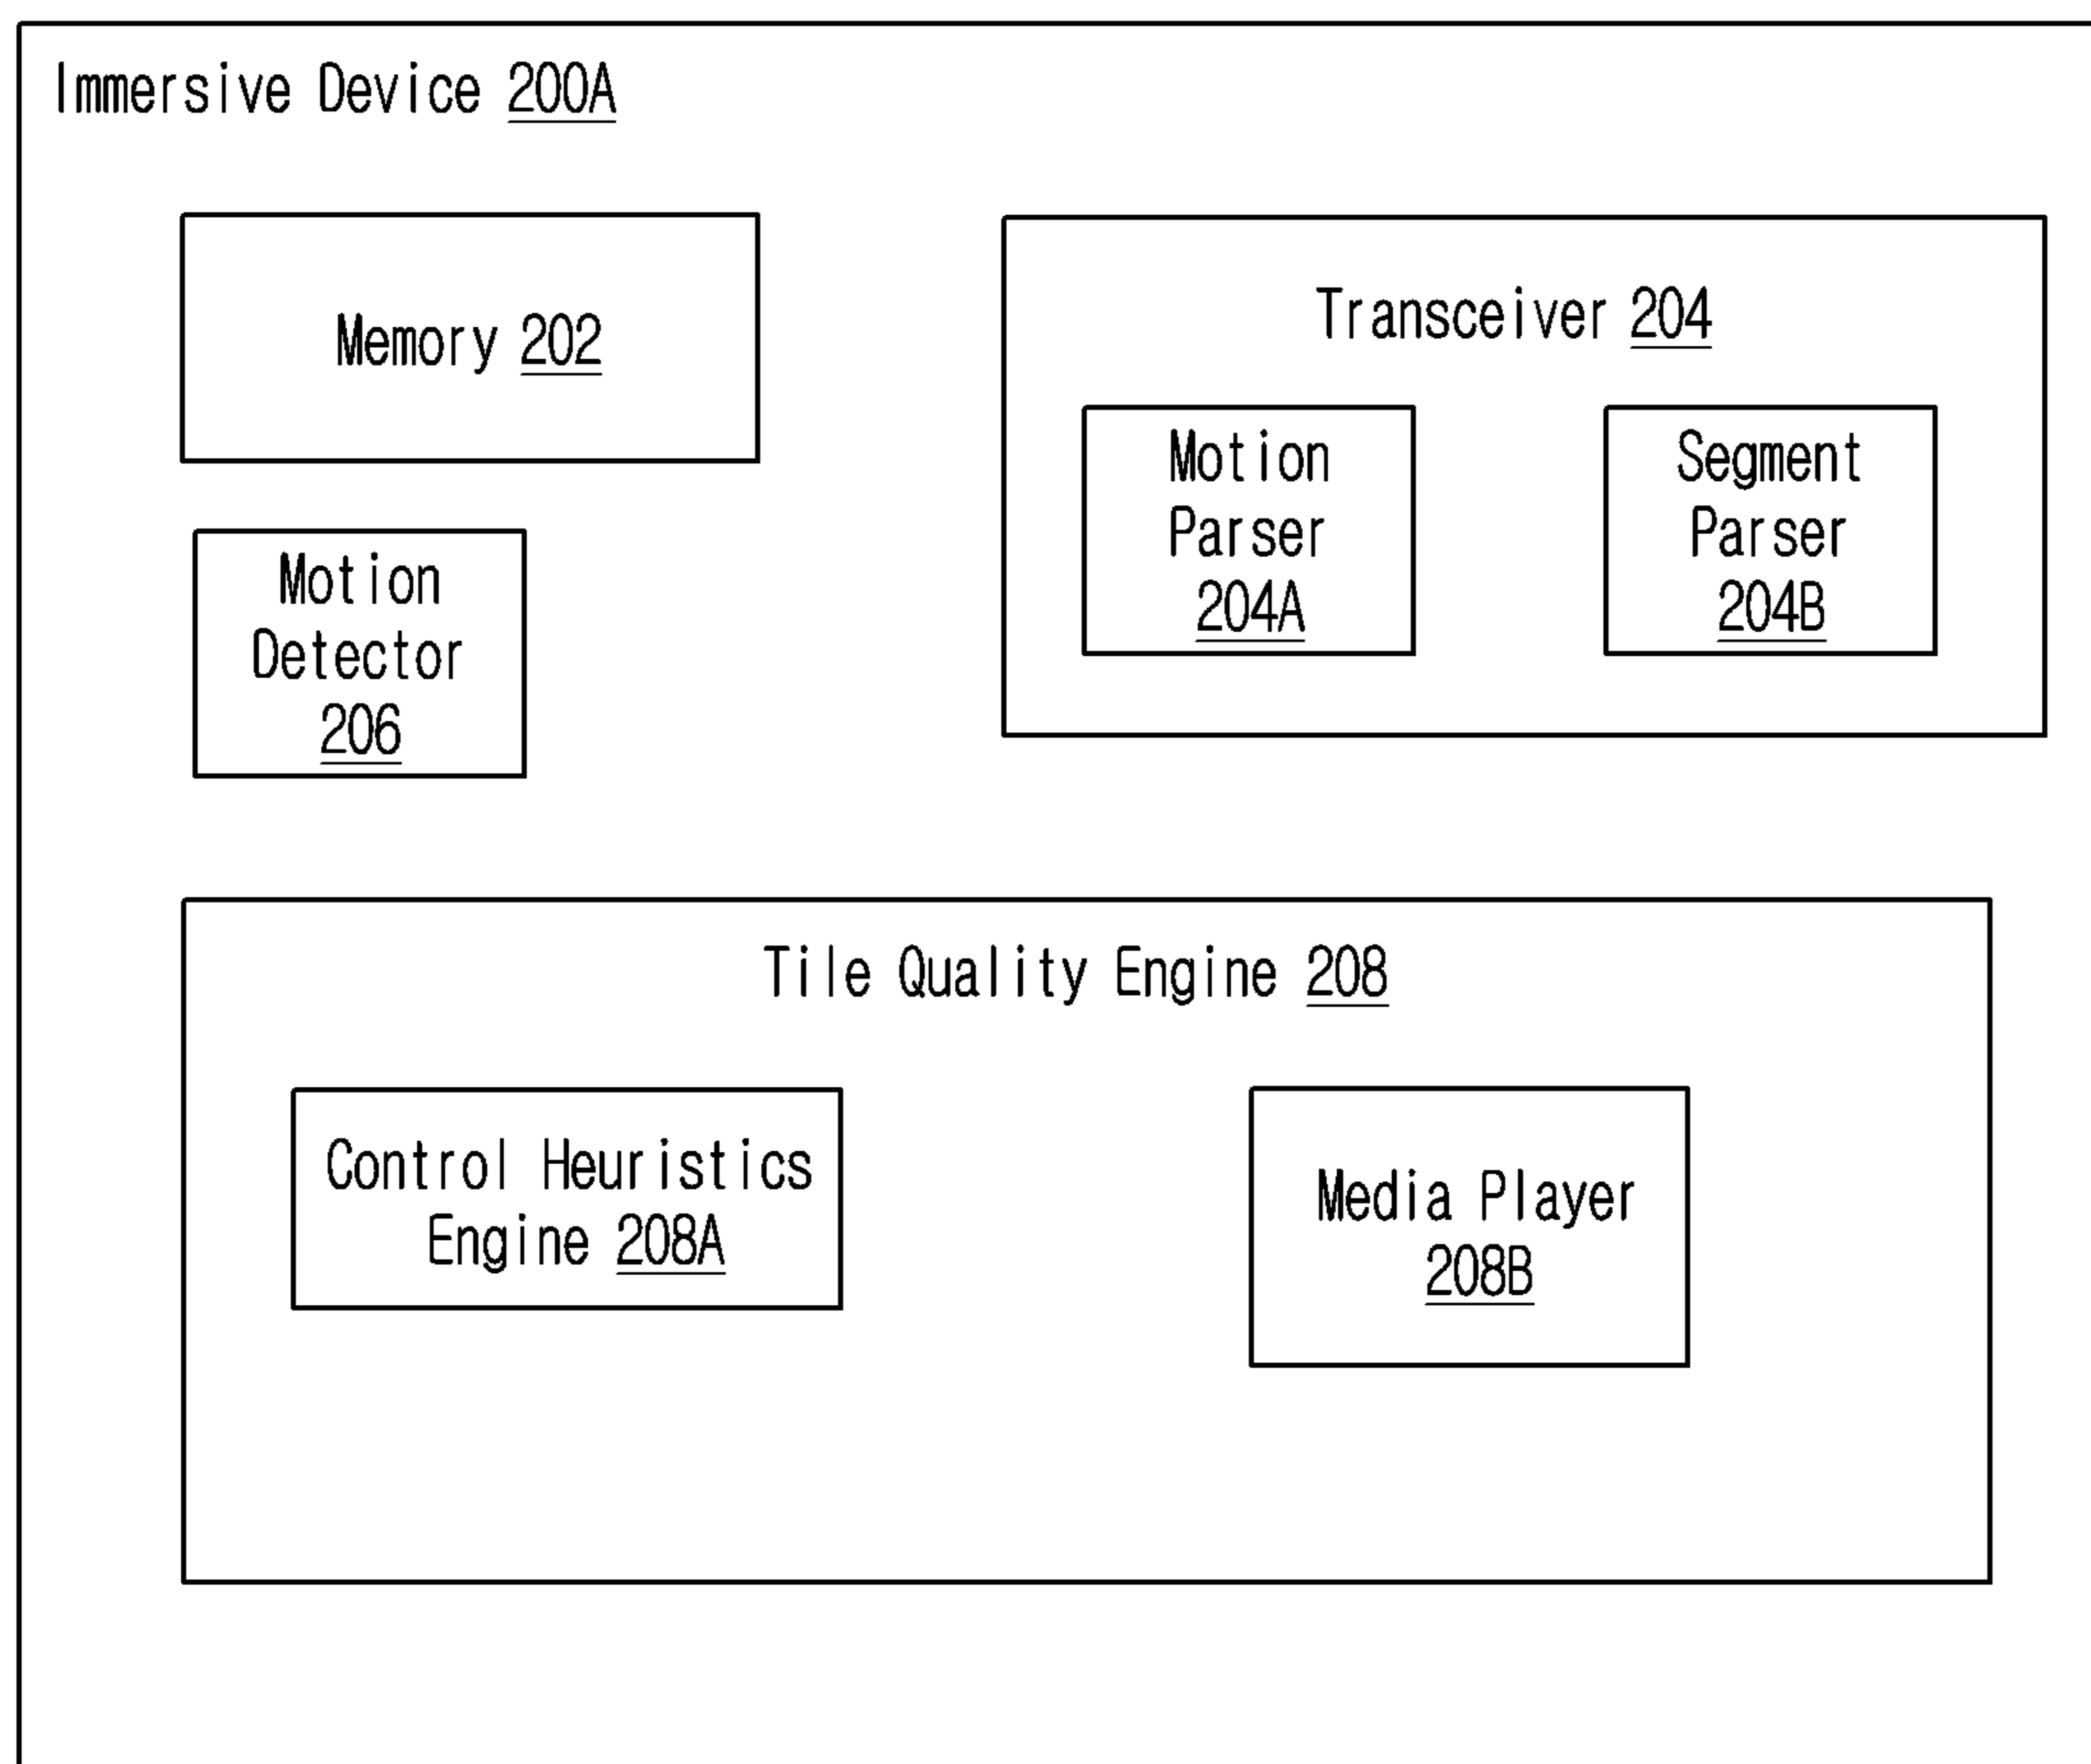 Immersive Device 200A
Memory 202
Transceiver 204
Motion
Parser
204A
Segment
Parser
204B
Motion
Detector
206
Tile Quality Engine 208
Control Heuristics
Engine 208A
Media Player
208B